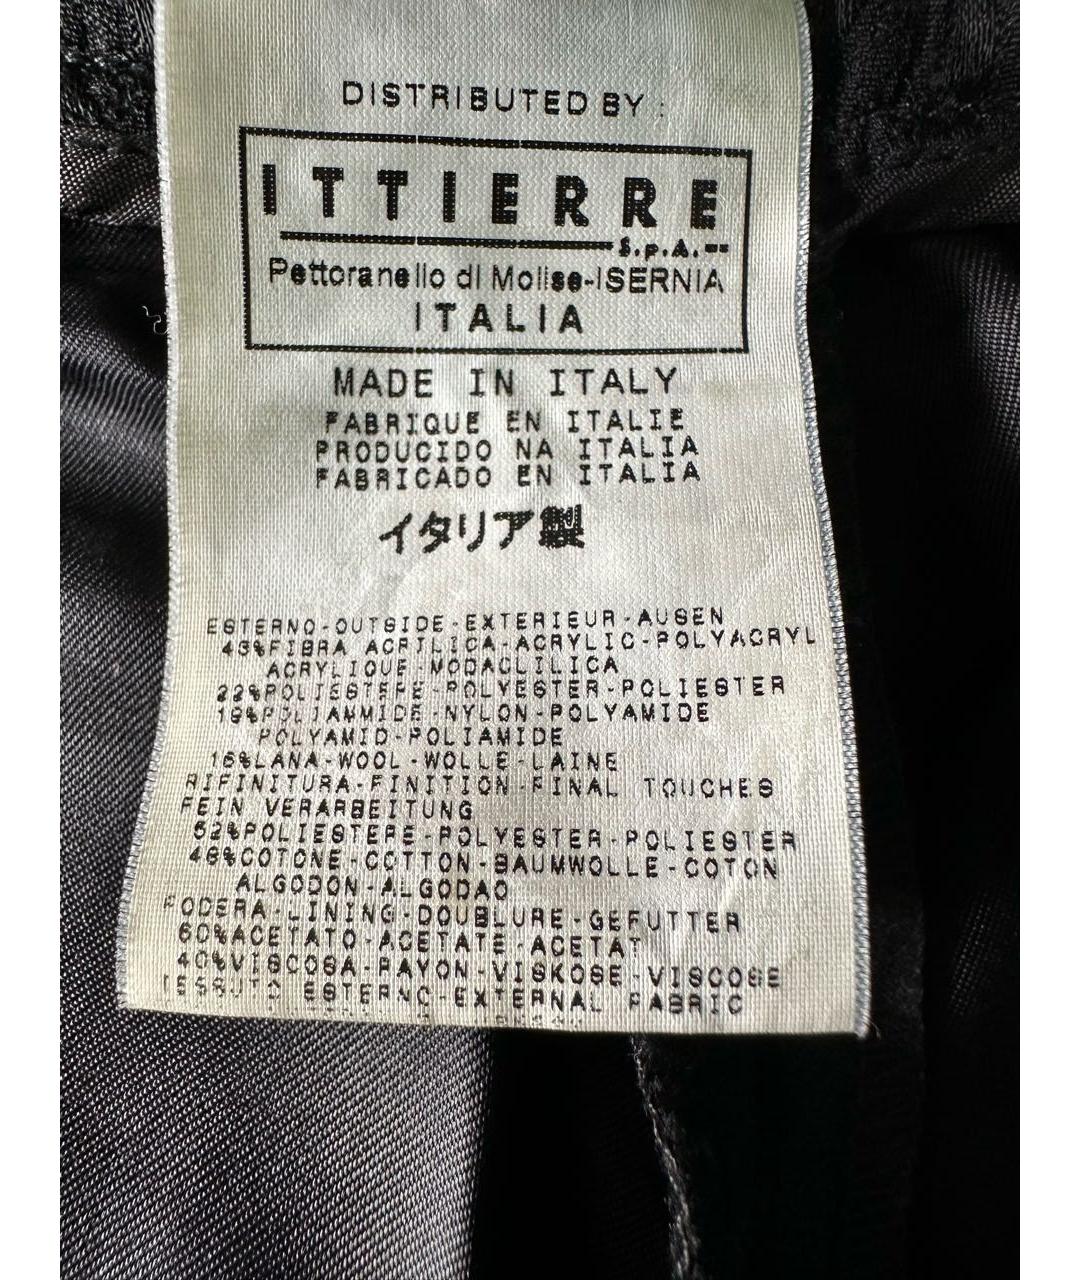 DISTRIBUTED BY :
ITTIERRE
S.p.A.
Pettoranello di Molise-ISERNIA
ITALIA
MADE IN ITALY
FABRIQUE EN ITALIE
PRODUCIDO NA ITALIA
FABRICADO EN ITALIA
イタリア製
ESTERNO-OUTSIDE-EXTERIEUR-AUSEN
43%FIBRA ACRILICA-ACRYLIC-POLYACRYL
ACRYLIQUE-MODACLILICA
22%POLIESTERE-POLYESTER-POLIESTER
19%POLIAMMIDE-NYLON-POLYAMIDE
POLYAMID-POLIAMIDE
16%LANA-WOOL-WOLLE-LAINE
RIFINITURA-FINITION-FINAL TOUCHES
FEIN VERARBEITUNG
52%POLIESTERE-POLYESTER-POLIESTER
48%COTONE-COTTON-BAUMWOLLE-COTON
ALGODON-ALGODAO
FODERA-LINING-DOUBLURE-GEFUTTER
60%ACETATO-ACETATE-ACETAT
40%VISCOSA-RAYON-VISKOSE-VISCOSE
TESSUTO ESTERNO-EXTERNAL FABRIC